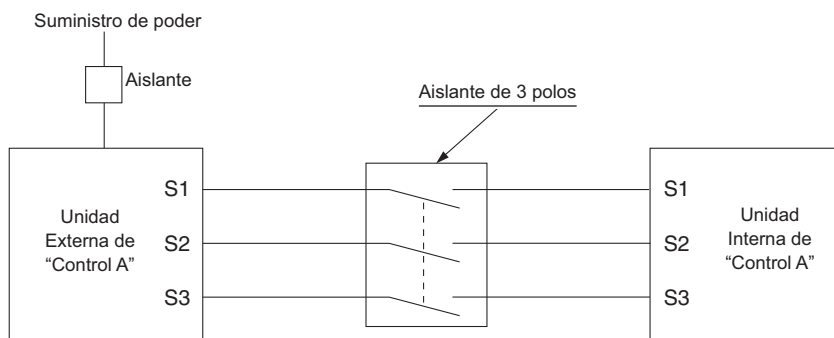 Suministro de poder
Aislante
Aislante de 3 polos
Unidad
Externa de
“Control A”
S1
S2
S3
S1
S2
S3
Unidad
Interna de
“Control A”